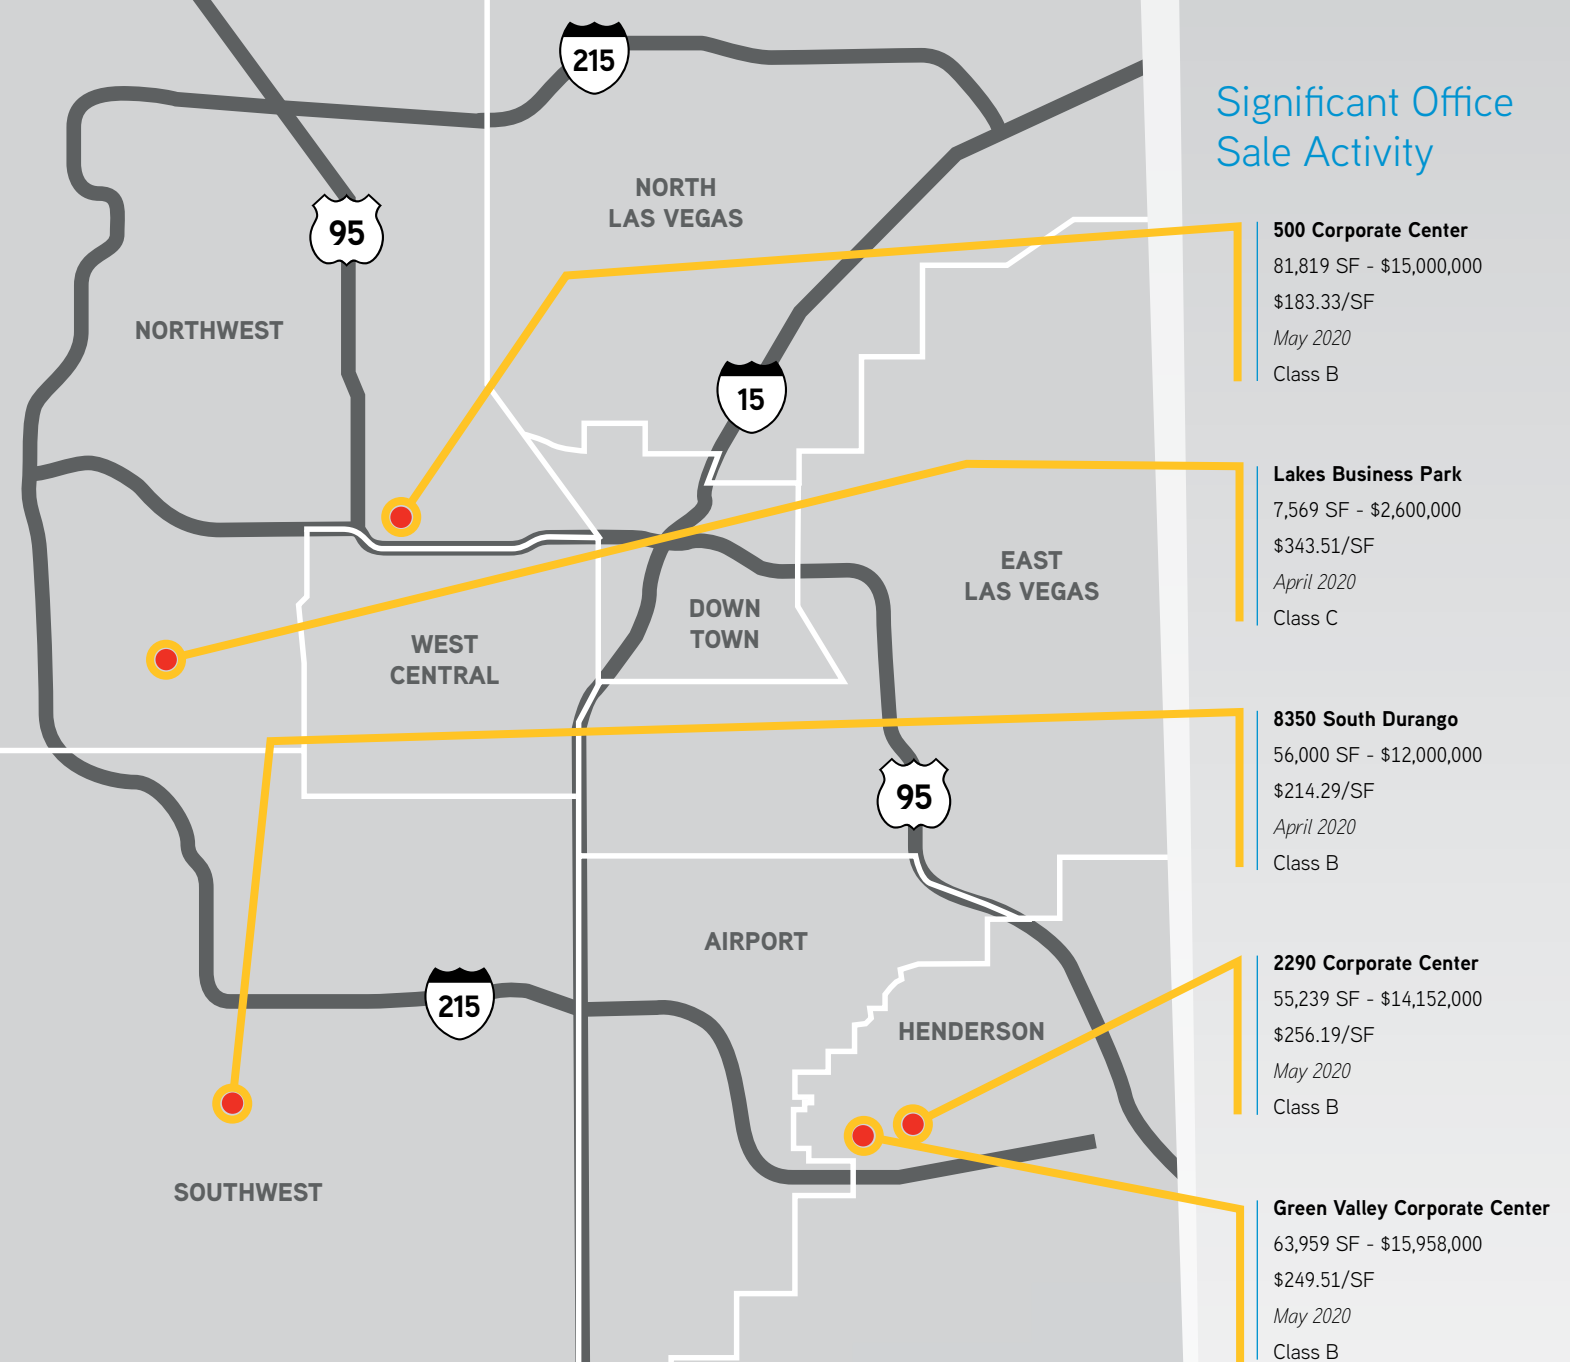 215
95
NORTH
LAS VEGAS
NORTHWEST
15
EAST
LAS VEGAS
DOWN
TOWN
WEST
CENTRAL
95
AIRPORT
215
HENDERSON
SOUTHWEST
Significant Office
Sale Activity
500 Corporate Center
81,819 SF - $15,000,000
$183.33/SF
May 2020
Class B
Lakes Business Park
7,569 SF - $2,600,000
$343.51/SF
April 2020
Class C
8350 South Durango
56,000 SF - $12,000,000
$214.29/SF
April 2020
Class B
2290 Corporate Center
55,239 SF - $14,152,000
$256.19/SF
May 2020
Class B
Green Valley Corporate Center
63,959 SF - $15,958,000
$249.51/SF
May 2020
Class B